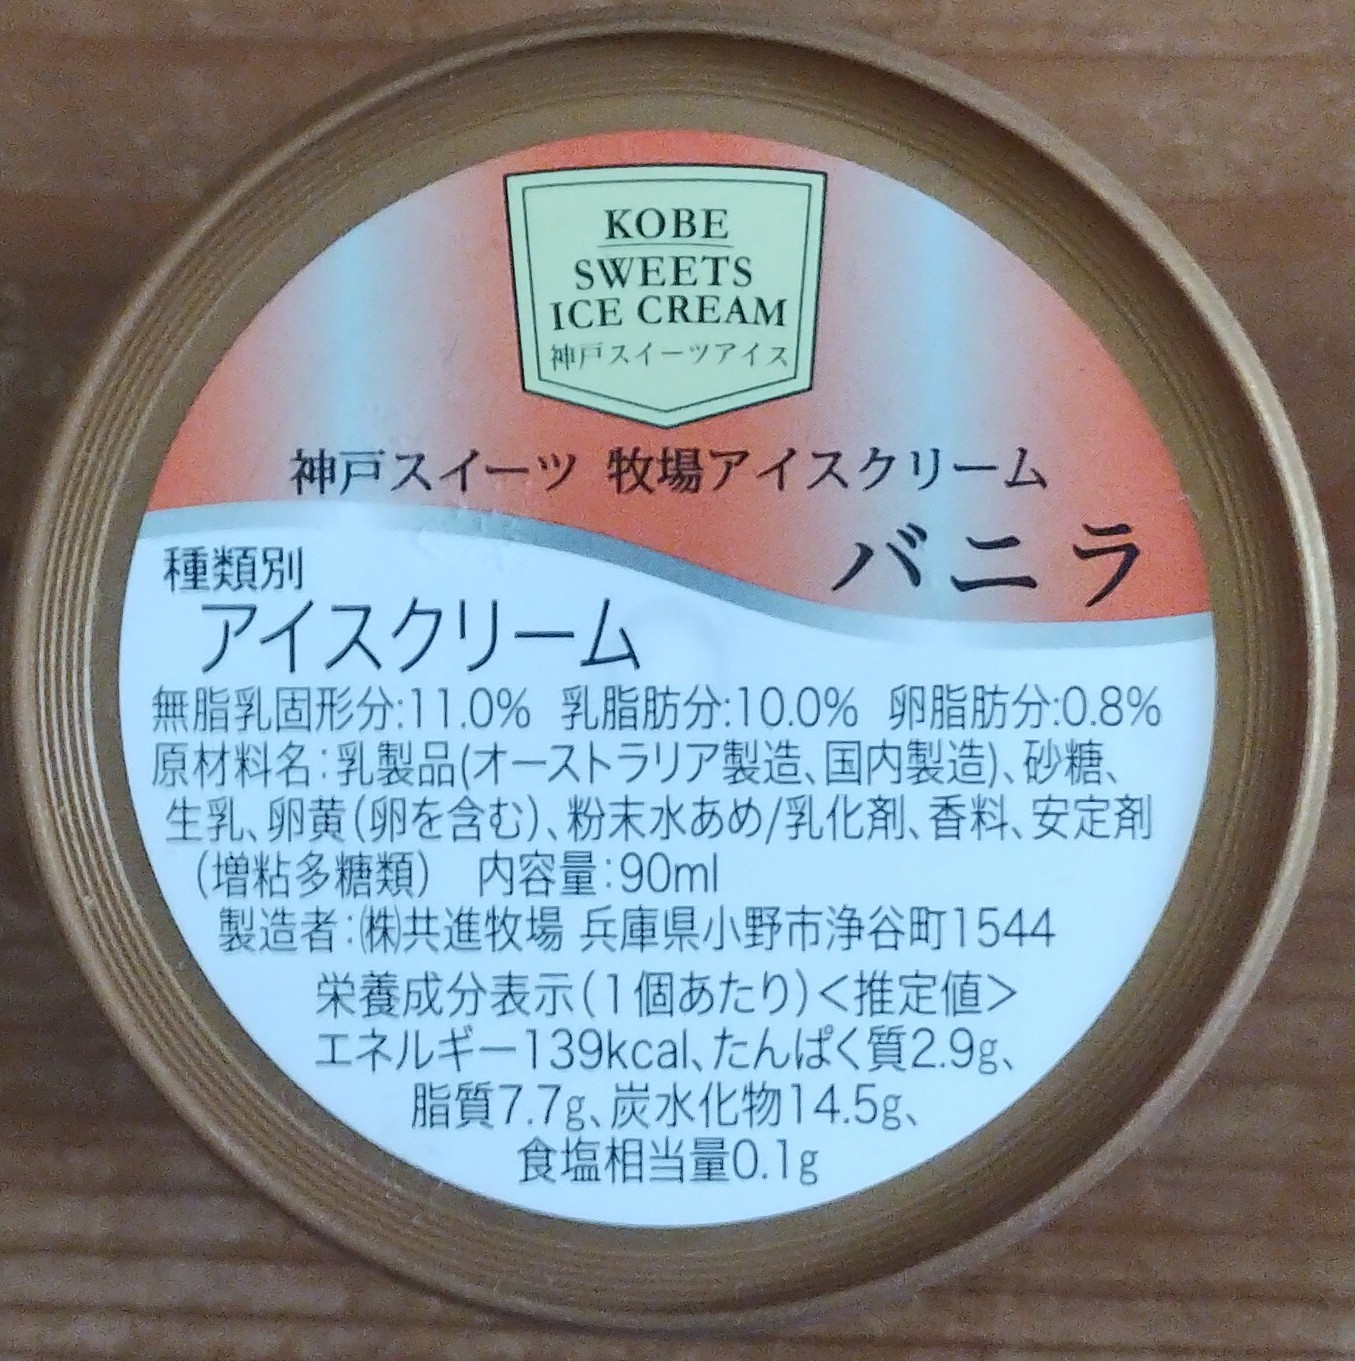 KOBE
SWEETS
ICE CREAM
神戸スイーツアイス
神戸スイーツ 牧場アイスクリーム
バニラ
種類別
アイスクリーム
無脂乳固形分:11.0% 乳脂肪分:10.0% 卵脂肪分:0.8%
原材料名:乳製品(オーストラリア製造、国内製造)、砂糖、
生乳、卵黄(卵を含む)、粉末水あめ/乳化剤、香料、安定剤
(増粘多糖類) 内容量:90ml
製造者:㈱共進牧場 兵庫県小野市浄谷町1544
栄養成分表示(1個あたり)<推定値>
エネルギー139kcal、たんぱく質2.9g、
脂質7.7g、炭水化物14.5g、
食塩相当量0.1g